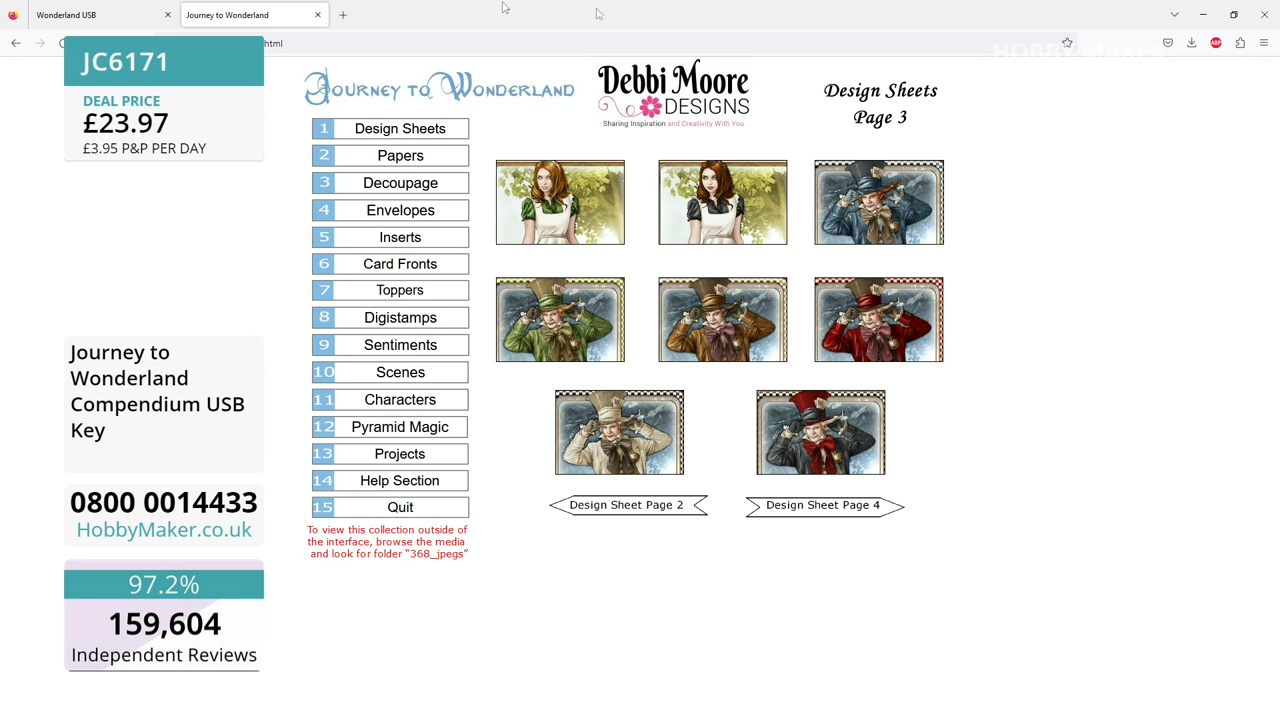 Wonderland USB
Journey to Wonderland
html
ABP
HOBBY MAKER
JC6171
DEAL PRICE
£23.97
£3.95 P&P PER DAY
Journey to
Wonderland
Compendium USB
Key
0800 0014433
HobbyMaker.co.uk
97.2%
159,604
Independent Reviews
Journey to Wonderland
Debbi Moore
DESIGNS
Sharing Inspiration and Creativity With You
Design Sheets
Page 3
1 Design Sheets
2 Papers
3 Decoupage
4 Envelopes
5 Inserts
6 Card Fronts
7 Toppers
8 Digistamps
9 Sentiments
10 Scenes
11 Characters
12 Pyramid Magic
13 Projects
14 Help Section
15 Quit
To view this collection outside of
the interface, browse the media
and look for folder “368_jpegs”
Design Sheet Page 2
Design Sheet Page 4